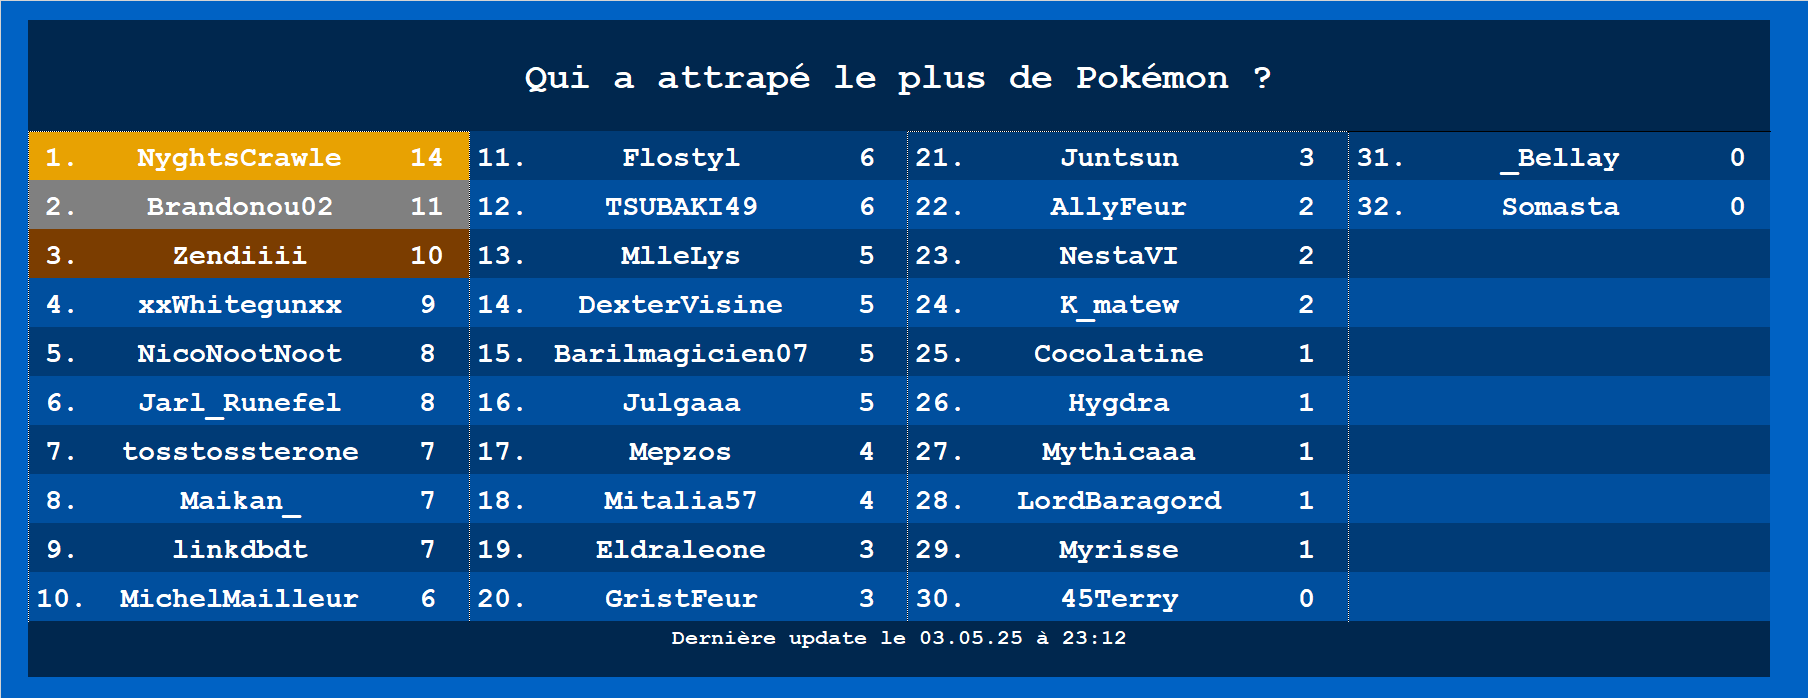 Qui a attrapé le plus de Pokémon ?
1. NyghtsCrawle 14
2. Brandonou02 11
3. Zendiiii 10
4. xxWhitegunxx 9
5. NicoNootNoot 8
6. Jarl_Runefel 8
7. tosstossterone 7
8. Maikan_ 7
9. linkdbdt 7
10. MichelMailleur 6
11. Flostyl 6
12. TSUBAKI49 6
13. MlleLys 5
14. DexterVisine 5
15. Barilmagicien07 5
16. Julgaaa 5
17. Mepzos 4
18. Mitalia57 4
19. Eldraleone 3
20. GristFeur 3
21. Juntsun 3
22. AllyFeur 2
23. NestaVI 2
24. K_matew 2
25. Cocolatine 1
26. Hygdra 1
27. Mythicaaa 1
28. LordBaragord 1
29. Myrisse 1
30. 45Terry 0
31. _Bellay 0
32. Somasta 0
Dernière update le 03.05.25 à 23:12